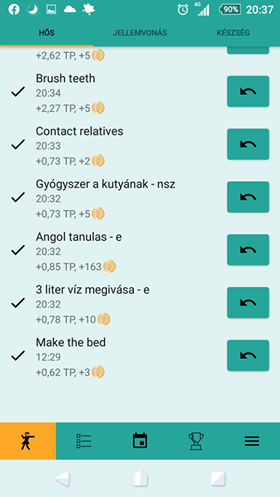 4G
90%
20:37
HŐS
JELLEMVONÁS
KÉSZSÉG
+2,62 TP, +5
Brush teeth
20:34
+2,27 TP, +5
Contact relatives
20:33
+0,73 TP, +2
Gyógyszer a kutyának - nsz
20:32
+0,73 TP, +5
Angol tanulas - e
20:32
+0,85 TP, +163
3 liter víz megivása - e
20:32
+0,78 TP, +10
Make the bed
12:29
+0,62 TP, +3